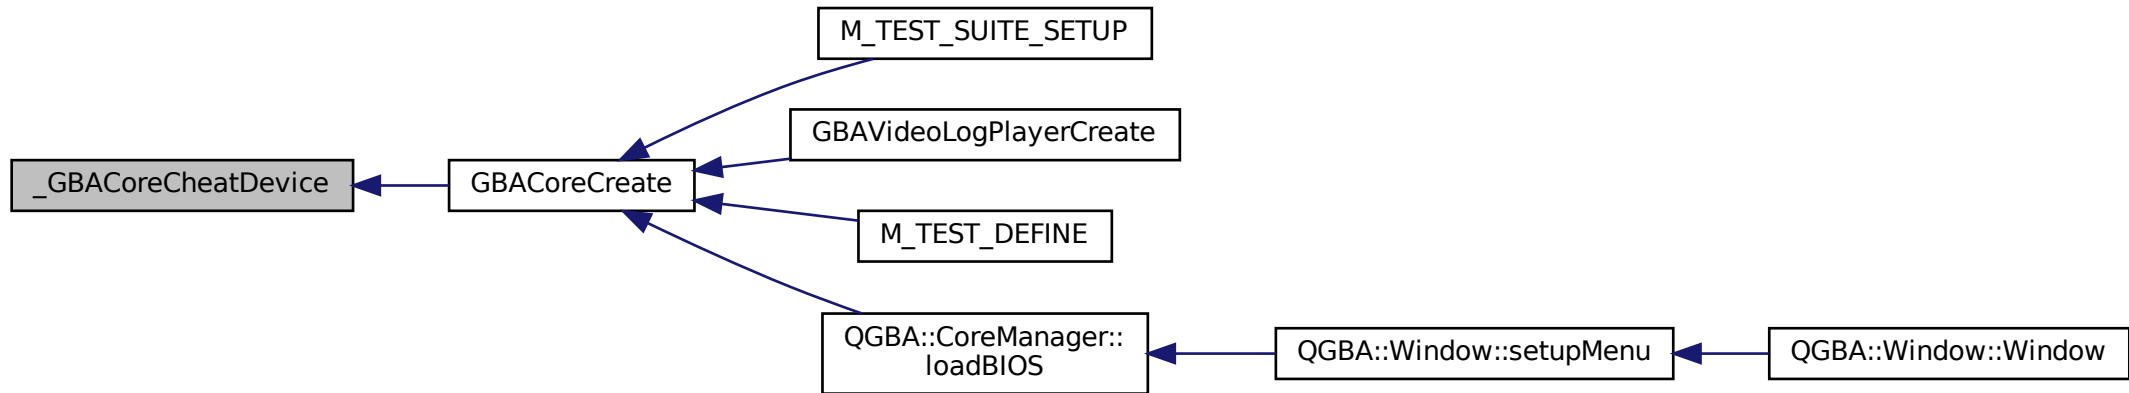 M_TEST_SUITE_SETUP
GBAVideoLogPlayerCreate
_GBACoreCheatDevice
GBACoreCreate
M_TEST_DEFINE
QGBA::CoreManager::
loadBIOS
QGBA::Window::setupMenu
QGBA::Window::Window